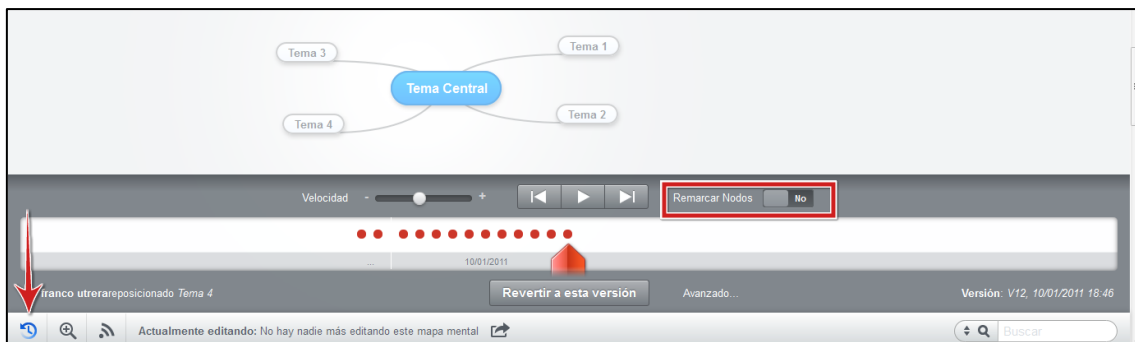 Tema 3
Tema 1
Tema Central
Tema 4
Tema 2
Velocidad - +
Remarcar Nodos No
... 10/01/2011
franco utrerareposicionado Tema 4
Revertir a esta versión
Avanzado...
Versión: V12, 10/01/2011 18:46
Actualmente editando: No hay nadie más editando este mapa mental
Buscar